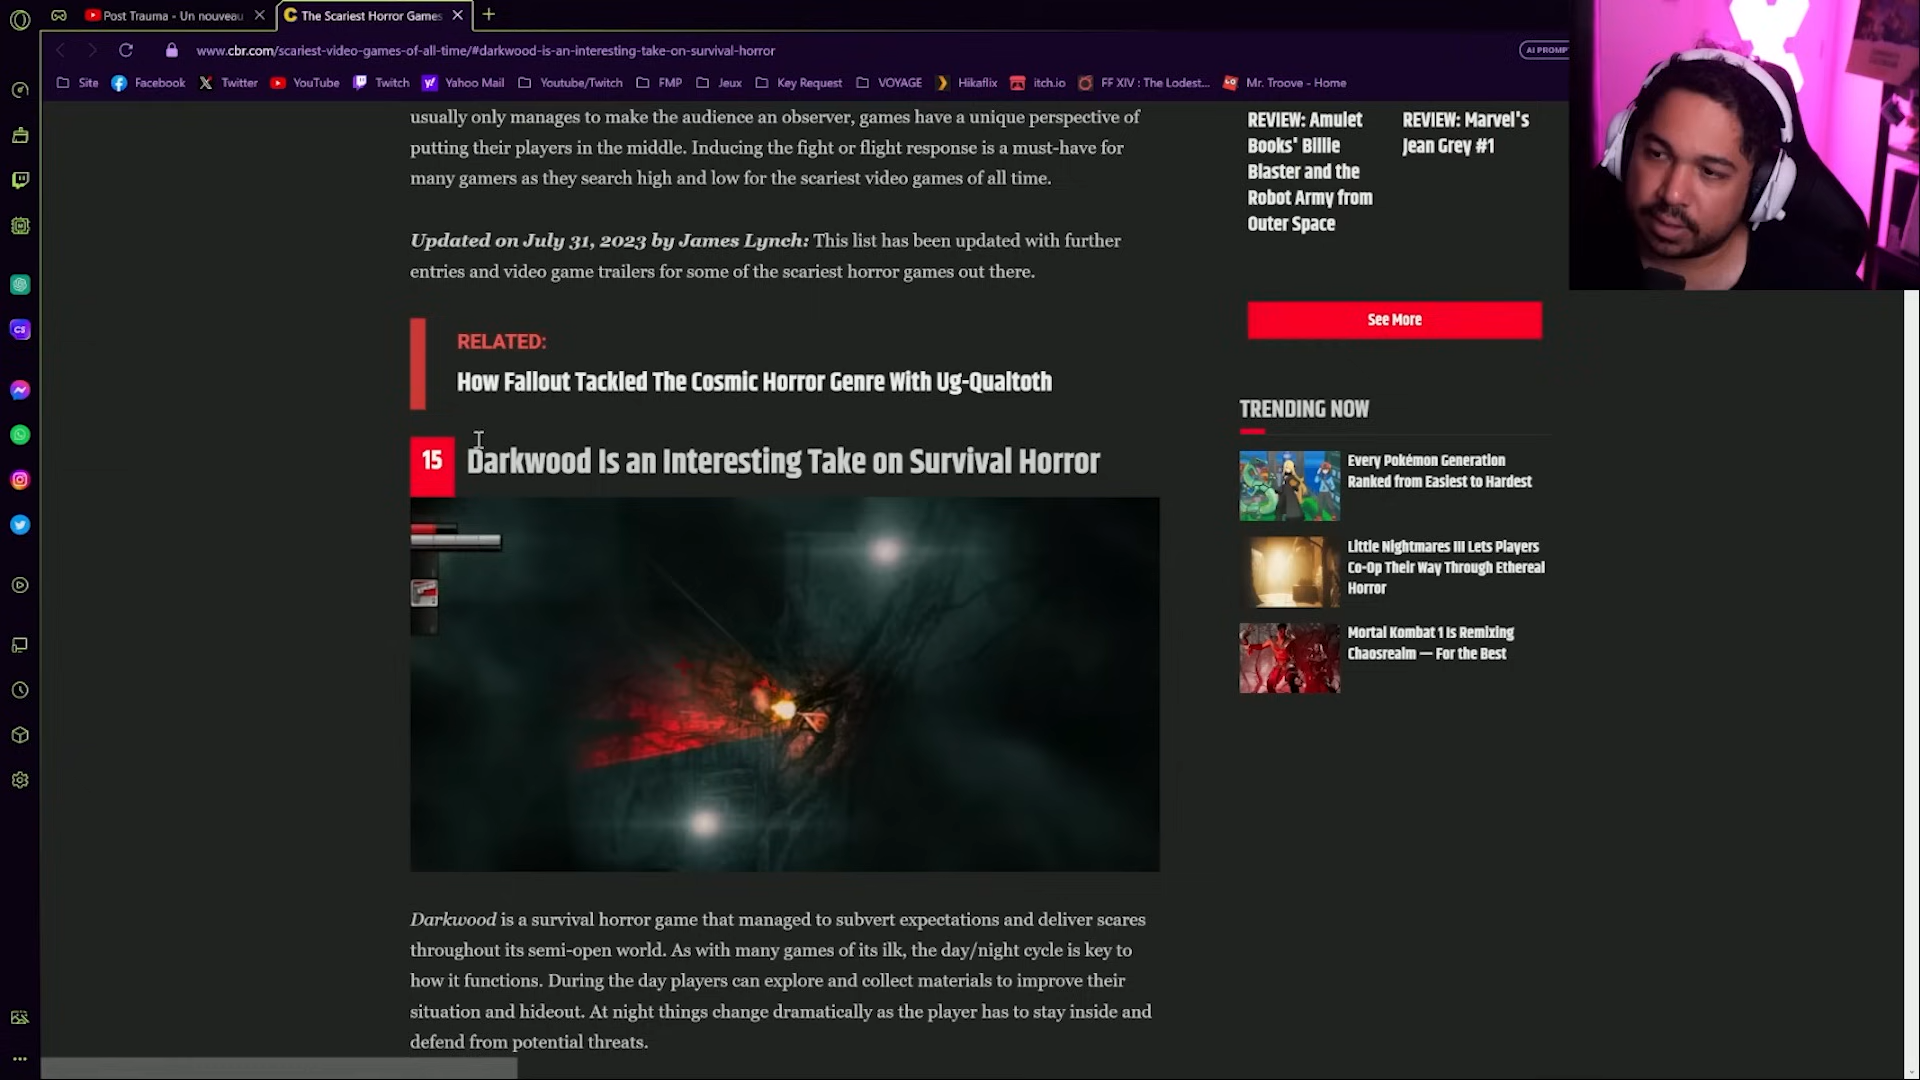 Post Trauma - Un nouveau
The Scariest Horror Games
www.cbr.com/scariest-video-games-of-all-time/#darkwood-is-an-interesting-take-on-survival-horror
AI PROMP
Site
Facebook
Twitter
YouTube
Twitch
Yahoo Mail
Youtube/Twitch
FMP
Jeux
Key Request
VOYAGE
Hikaflix
itch.io
FF XIV : The Lodest...
Mr. Troove - Home
usually only manages to make the audience an observer, games have a unique perspective of
putting their players in the middle. Inducing the fight or flight response is a must-have for
many gamers as they search high and low for the scariest video games of all time.
Updated on July 31, 2023 by James Lynch: This list has been updated with further
entries and video game trailers for some of the scariest horror games out there.
RELATED:
How Fallout Tackled The Cosmic Horror Genre With Ug-Qualtoth
15
Darkwood Is an Interesting Take on Survival Horror
Darkwood is a survival horror game that managed to subvert expectations and deliver scares
throughout its semi-open world. As with many games of its ilk, the day/night cycle is key to
how it functions. During the day players can explore and collect materials to improve their
situation and hideout. At night things change dramatically as the player has to stay inside and
defend from potential threats.
REVIEW: Amulet
Books' Billie
Blaster and the
Robot Army from
Outer Space
REVIEW: Marvel's
Jean Grey #1
See More
TRENDING NOW
Every Pokémon Generation
Ranked from Easiest to Hardest
Little Nightmares III Lets Players
Co-Op Their Way Through Ethereal
Horror
Mortal Kombat 1 Is Remixing
Chaosrealm — For the Best
CS